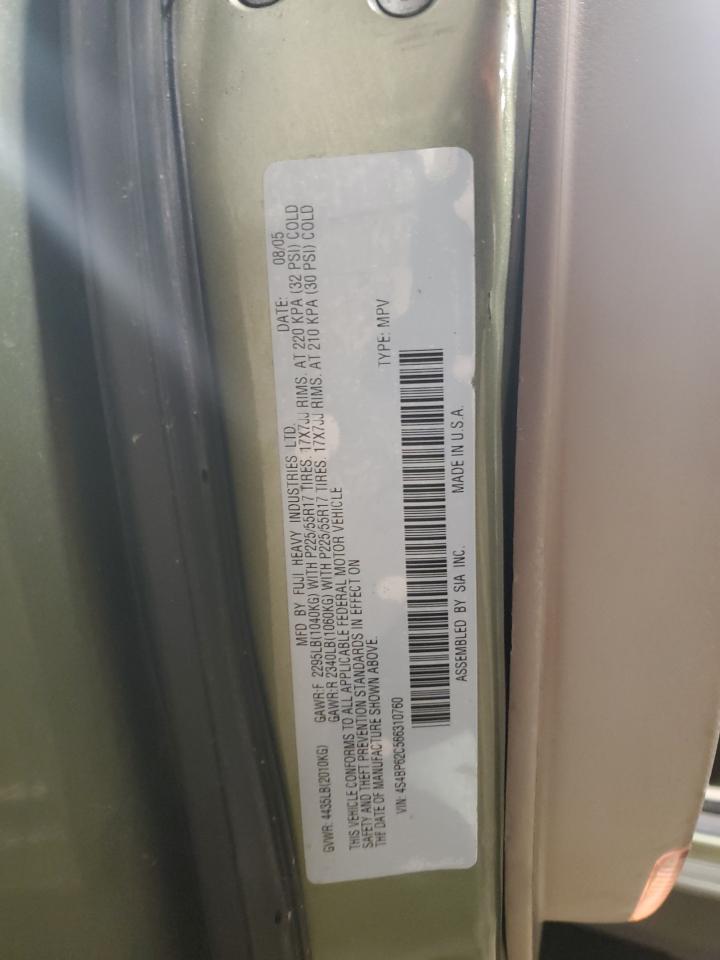 MFD BY FUJI HEAVY INDUSTRIES LTD. DATE: 08/05
GVWR: 4435LB(2010KG) GAWR:F 2295LB(1040KG) WITH P225/55R17 TIRES. 17X7JJ RIMS. AT 220 KPA (32 PSI) COLD
GAWR:R 2340LB(1060KG) WITH P225/55R17 TIRES. 17X7JJ RIMS. AT 210 KPA (30 PSI) COLD
THIS VEHICLE CONFORMS TO ALL APPLICABLE FEDERAL MOTOR VEHICLE
SAFETY AND THEFT PREVENTION STANDARDS IN EFFECT ON
THE DATE OF MANUFACTURE SHOWN ABOVE.
VIN: 4S4BP62C566310760 TYPE: MPV
ASSEMBLED BY SIA INC. MADE IN U.S.A.